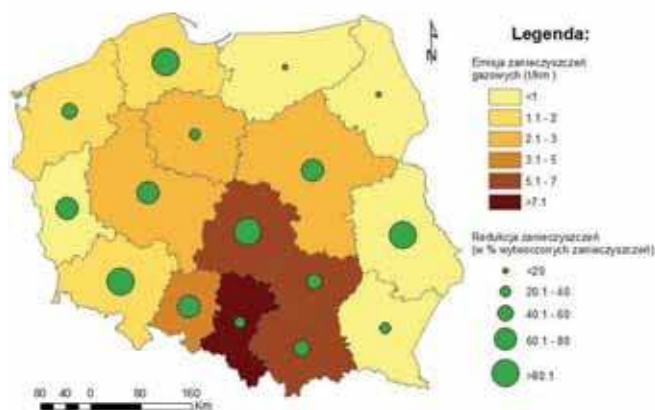 N
Legenda:
Emisja zanieczyszczeń
gazowych (t/km )
<1
1.1 - 2
2.1 - 3
3.1 - 5
5.1 - 7
>7.1
Redukcja zanieczyszczeń
(w % wytworzonych zanieczyszczeń)
<20
20.1 - 40
40.1 - 60
60.1 - 80
>80.1
80 40 0 80 160
Km